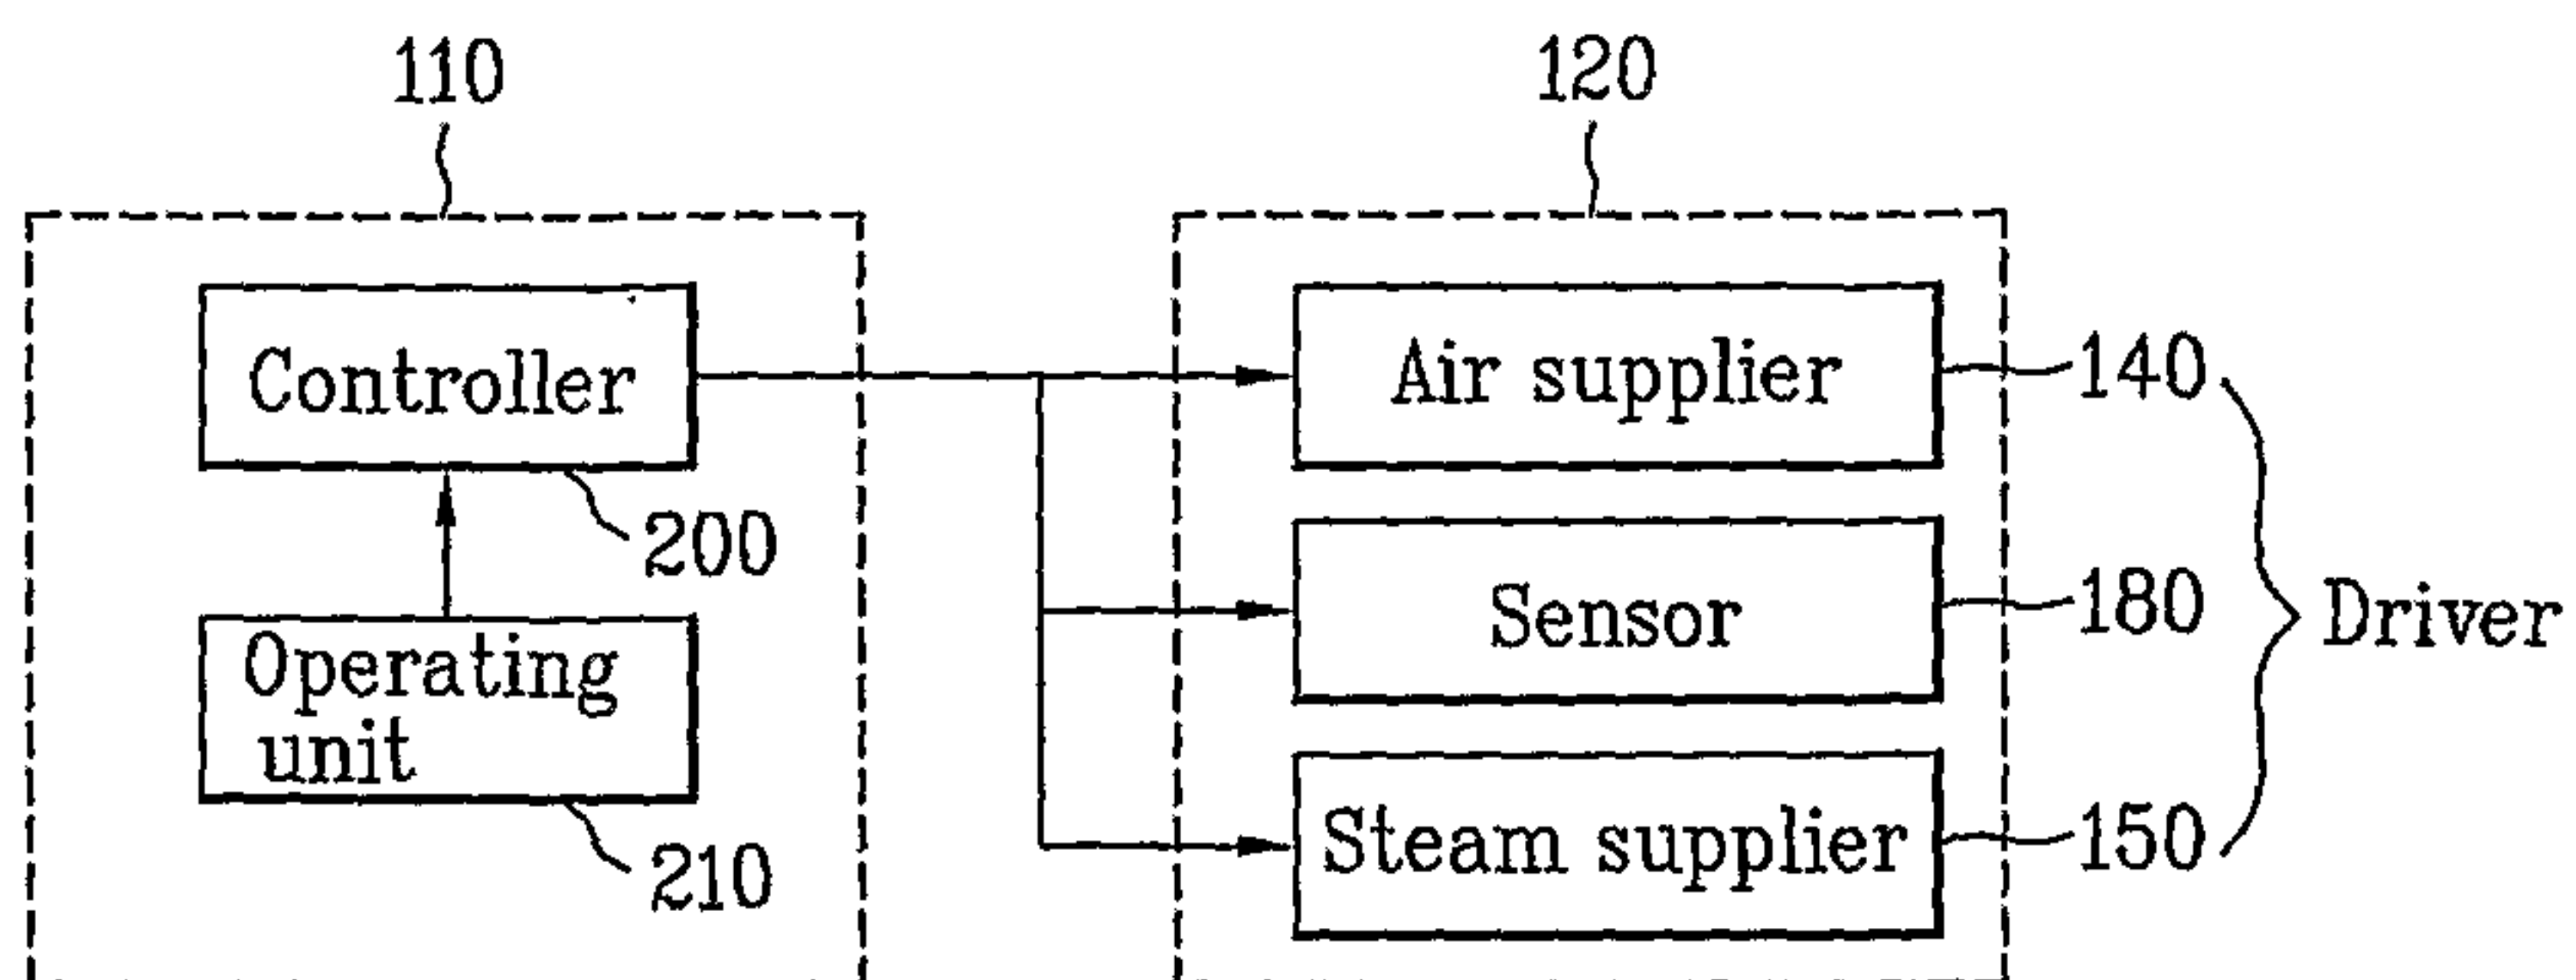 110
120
Controller
200
Operating
unit
210
Air supplier
140
Sensor
180
Steam supplier
150
Driver